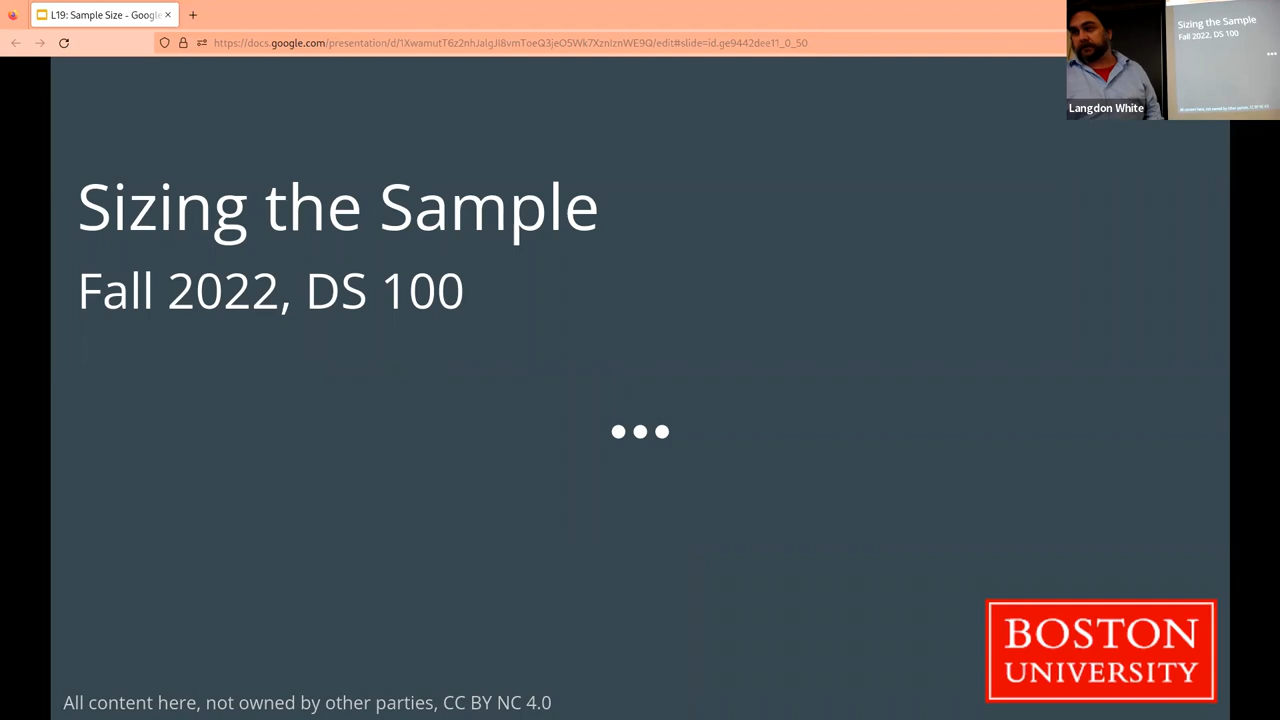 L19: Sample Size - Google
https://docs.google.com/presentation/d/1XwamutT6z2nhJalgJI8vmToeQ3jeO5Wk7XznIznWE9Q/edit#slide=id.ge9442dee11_0_50
Sizing the Sample
Fall 2022, DS 100
Langdon White
Sizing the Sample
Fall 2022, DS 100
BOSTON
UNIVERSITY
All content here, not owned by other parties, CC BY NC 4.0